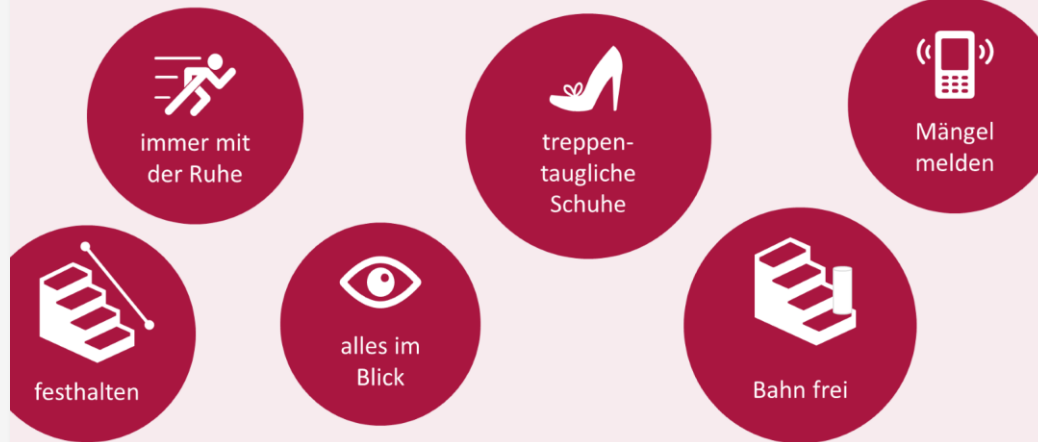 immer mit
der Ruhe
treppen-
taugliche
Schuhe
Mängel
melden
festhalten
alles im
Blick
Bahn frei